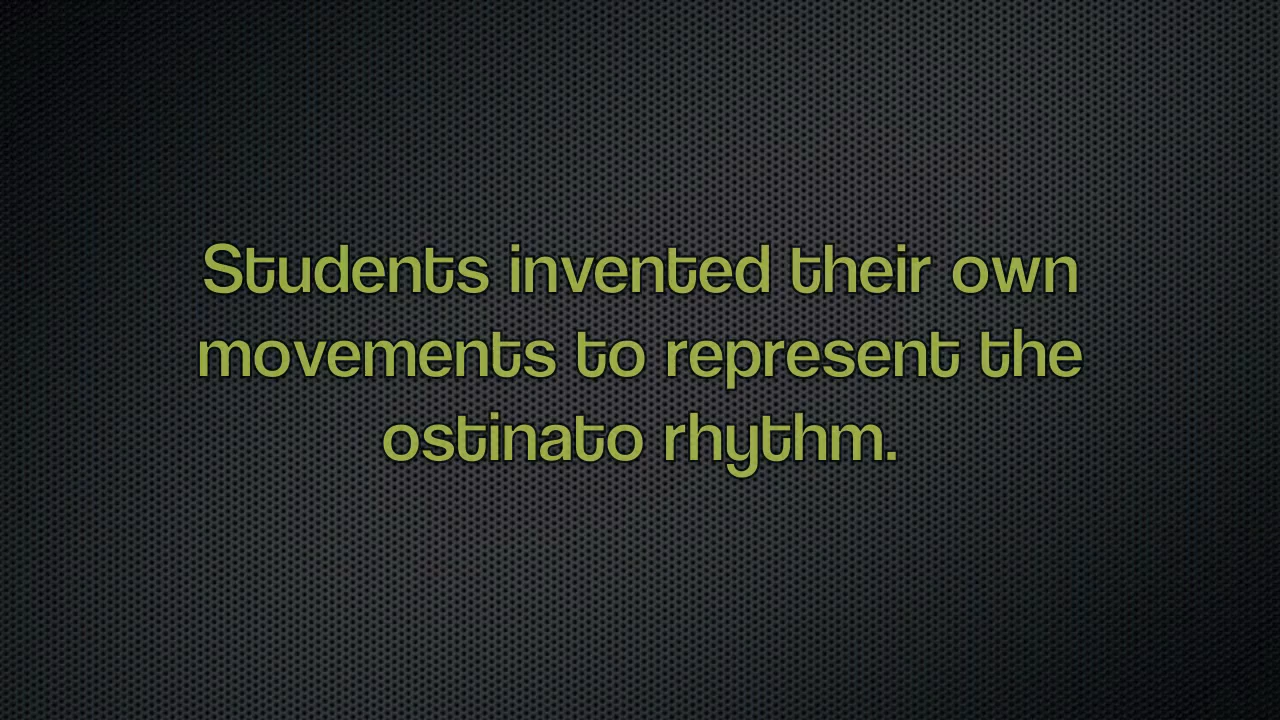 Students invented their own
movements to represent the
ostinato rhythm.